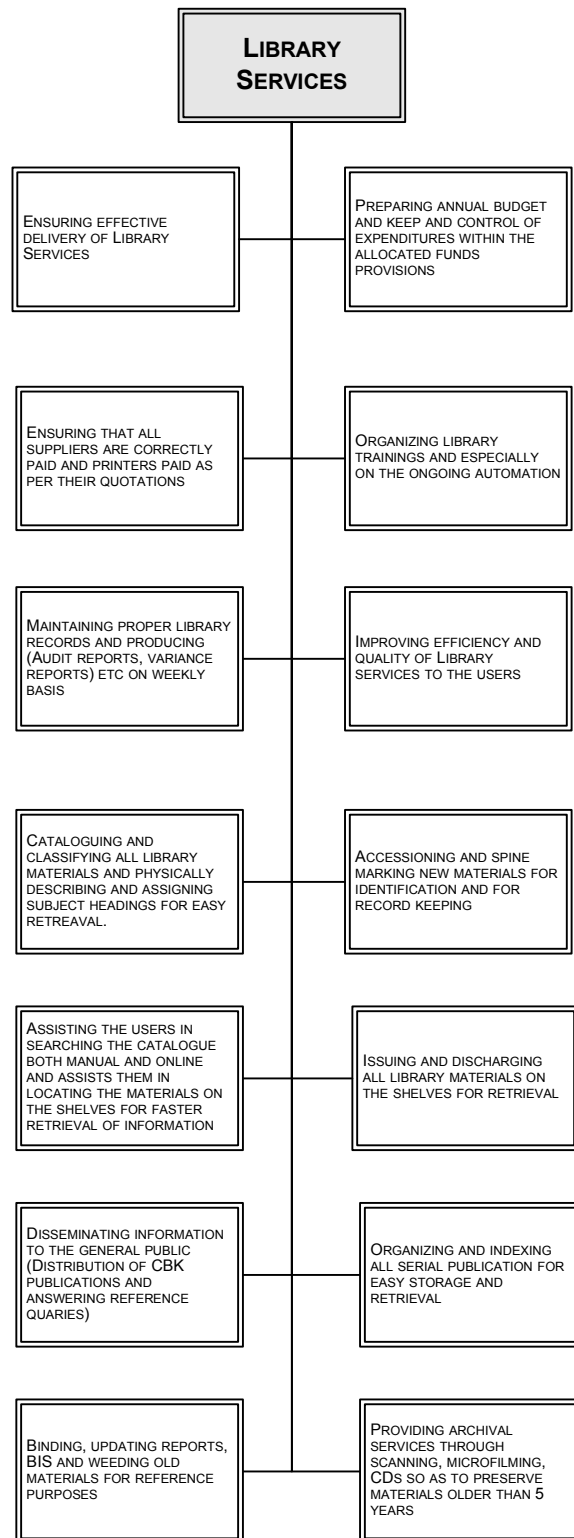 LIBRARY
SERVICES
ENSURING EFFECTIVE
DELIVERY OF LIBRARY
SERVICES
PREPARING ANNUAL BUDGET
AND KEEP AND CONTROL OF
EXPENDITURES WITHIN THE
ALLOCATED FUNDS
PROVISIONS
ENSURING THAT ALL
SUPPLIERS ARE CORRECTLY
PAID AND PRINTERS PAID AS
PER THEIR QUOTATIONS
ORGANIZING LIBRARY
TRAININGS AND ESPECIALLY
ON THE ONGOING AUTOMATION
MAINTAINING PROPER LIBRARY
RECORDS AND PRODUCING
(AUDIT REPORTS, VARIANCE
REPORTS) ETC ON WEEKLY
BASIS
IMPROVING EFFICIENCY AND
QUALITY OF LIBRARY
SERVICES TO THE USERS
CATALOGUING AND
CLASSIFYING ALL LIBRARY
MATERIALS AND PHYSICALLY
DESCRIBING AND ASSIGNING
SUBJECT HEADINGS FOR EASY
RETREAVAL.
ACCESSIONING AND SPINE
MARKING NEW MATERIALS FOR
IDENTIFICATION AND FOR
RECORD KEEPING
ASSISTING THE USERS IN
SEARCHING THE CATALOGUE
BOTH MANUAL AND ONLINE
AND ASSISTS THEM IN
LOCATING THE MATERIALS ON
THE SHELVES FOR FASTER
RETRIEVAL OF INFORMATION
ISSUING AND DISCHARGING
ALL LIBRARY MATERIALS ON
THE SHELVES FOR RETRIEVAL
DISSEMINATING INFORMATION
TO THE GENERAL PUBLIC
(DISTRIBUTION OF CBK
PUBLICATIONS AND
ANSWERING REFERENCE
QUARIES)
ORGANIZING AND INDEXING
ALL SERIAL PUBLICATION FOR
EASY STORAGE AND
RETRIEVAL
BINDING, UPDATING REPORTS,
BIS AND WEEDING OLD
MATERIALS FOR REFERENCE
PURPOSES
PROVIDING ARCHIVAL
SERVICES THROUGH
SCANNING, MICROFILMING,
CDS SO AS TO PRESERVE
MATERIALS OLDER THAN 5
YEARS